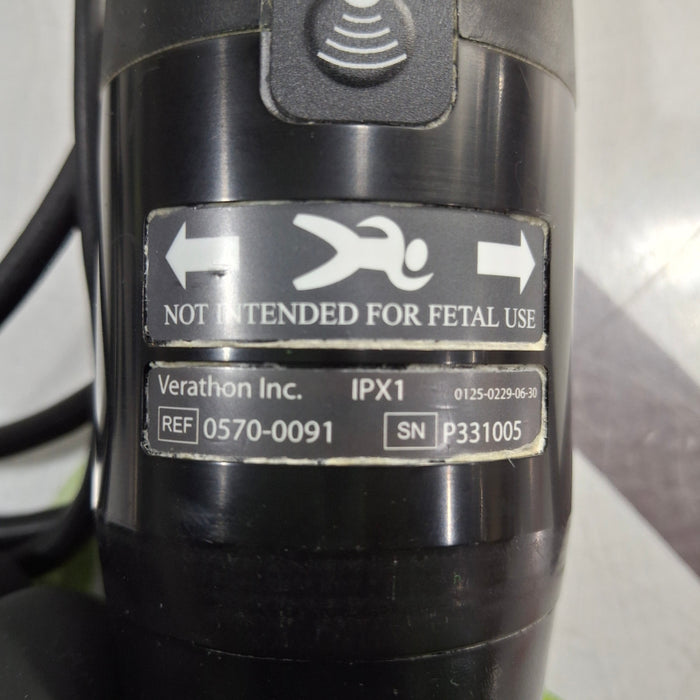 NOT INTENDED FOR FETAL USE
Verathon Inc. IPX1 0125-0229-06-30
REF 0570-0091 SN P331005